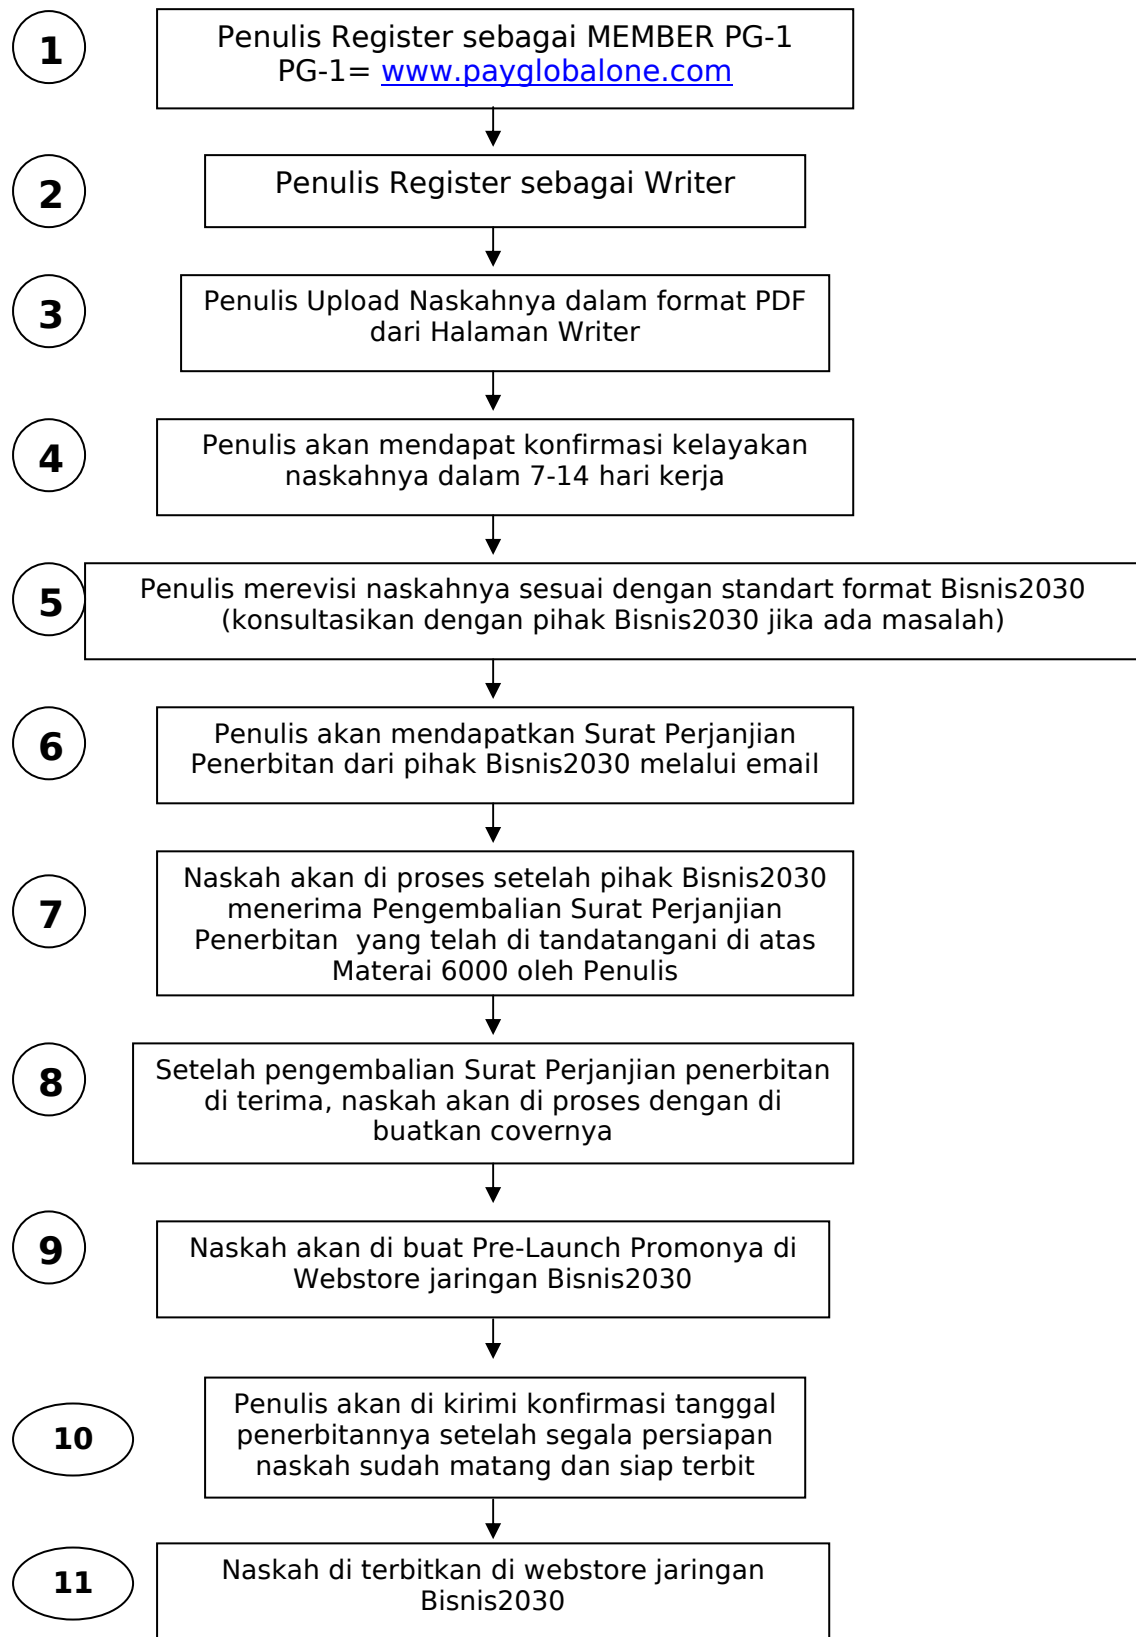 1
Penulis Register sebagai MEMBER PG-1
PG-1= www.payglobalone.com
2
Penulis Register sebagai Writer
3
Penulis Upload Naskahnya dalam format PDF
dari Halaman Writer
4
Penulis akan mendapat konfirmasi kelayakan
naskahnya dalam 7-14 hari kerja
5
Penulis merevisi naskahnya sesuai dengan standart format Bisnis2030
(konsultasikan dengan pihak Bisnis2030 jika ada masalah)
6
Penulis akan mendapatkan Surat Perjanjian
Penerbitan dari pihak Bisnis2030 melalui email
7
Naskah akan di proses setelah pihak Bisnis2030
menerima Pengembalian Surat Perjanjian
Penerbitan  yang telah di tandatangani di atas
Materai 6000 oleh Penulis
8
Setelah pengembalian Surat Perjanjian penerbitan
di terima, naskah akan di proses dengan di
buatkan covernya
9
Naskah akan di buat Pre-Launch Promonya di
Webstore jaringan Bisnis2030
10
Penulis akan di kirimi konfirmasi tanggal
penerbitannya setelah segala persiapan
naskah sudah matang dan siap terbit
11
Naskah di terbitkan di webstore jaringan
Bisnis2030